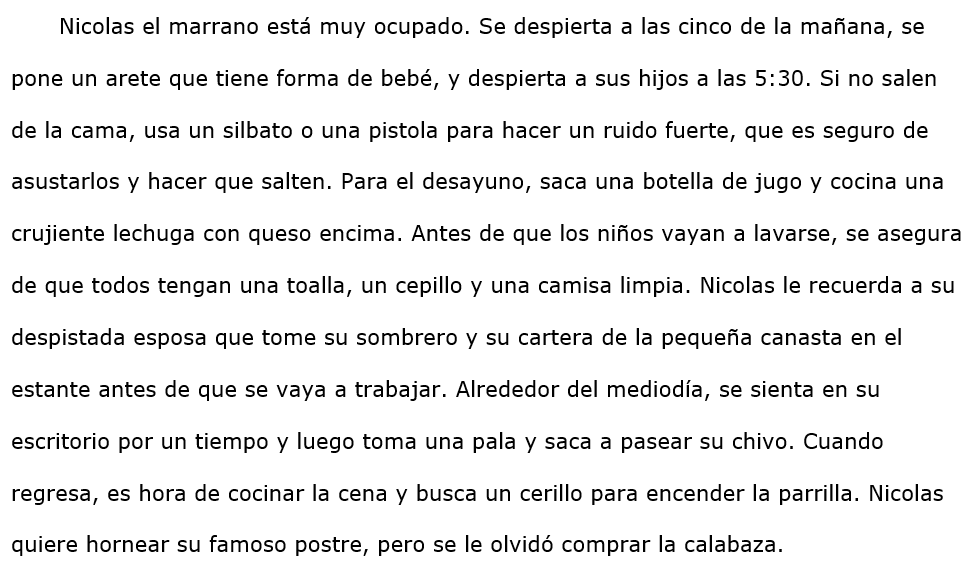 Nicolas el marrano está muy ocupado. Se despierta a las cinco de la mañana, se
pone un arete que tiene forma de bebé, y despierta a sus hijos a las 5:30. Si no salen
de la cama, usa un silbato o una pistola para hacer un ruido fuerte, que es seguro de
asustarlos y hacer que salten. Para el desayuno, saca una botella de jugo y cocina una
crujiente lechuga con queso encima. Antes de que los niños vayan a lavarse, se asegura
de que todos tengan una toalla, un cepillo y una camisa limpia. Nicolas le recuerda a su
despistada esposa que tome su sombrero y su cartera de la pequeña canasta en el
estante antes de que se vaya a trabajar. Alrededor del mediodía, se sienta en su
escritorio por un tiempo y luego toma una pala y saca a pasear su chivo. Cuando
regresa, es hora de cocinar la cena y busca un cerillo para encender la parrilla. Nicolas
quiere hornear su famoso postre, pero se le olvidó comprar la calabaza.